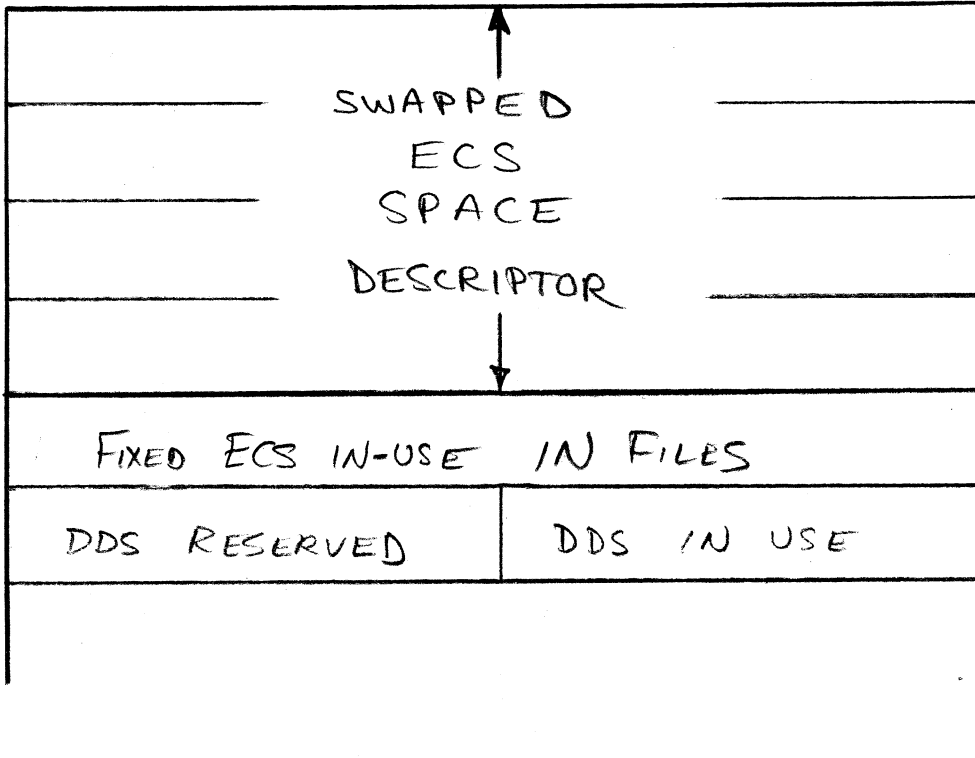 SWAPPED
ECS
SPACE
DESCRIPTOR
FIXED ECS IN-USE IN FILES
DDS RESERVED
DDS IN USE